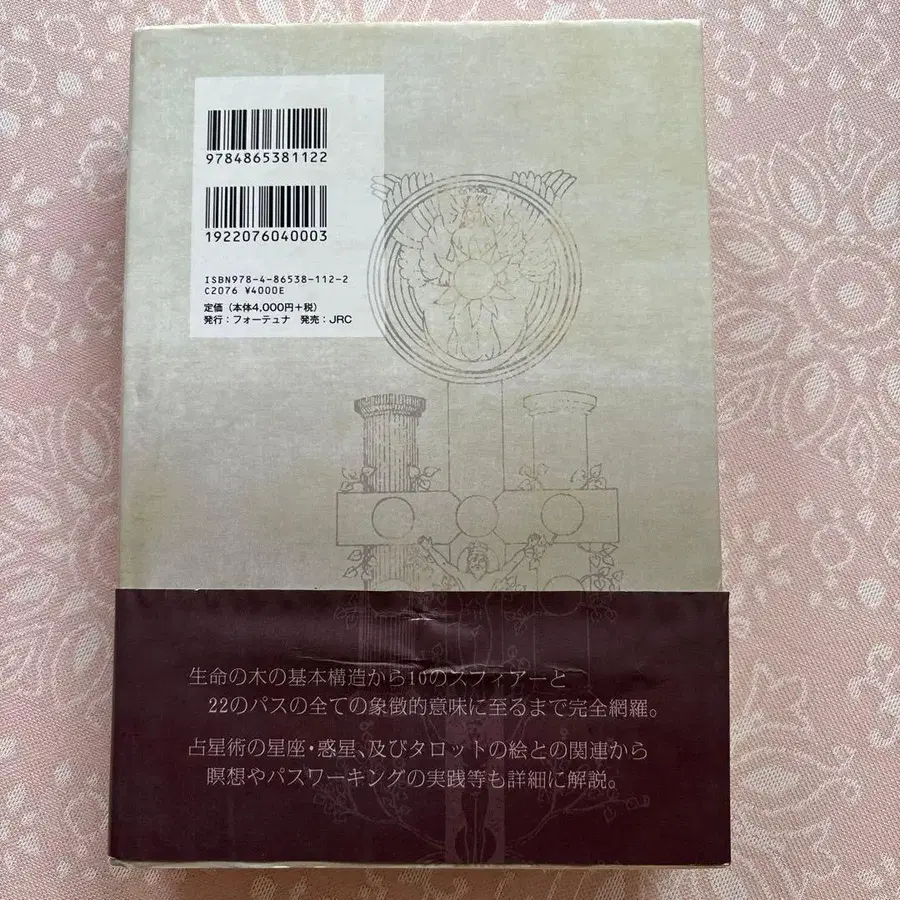 9784865381122
1922076040003
ISBN978-4-86538-112-2
C2076 ¥4000E
定価（本体4,000円+税）
発行：フォーテュナ 発売：JRC
生命の木の基本構造から10のスフィアーと
22のパスの全ての象徴的意味に至るまで完全網羅。
占星術の星座・惑星、及びタロットの絵との関連から
瞑想やパスワーキングの実践等も詳細に解説。